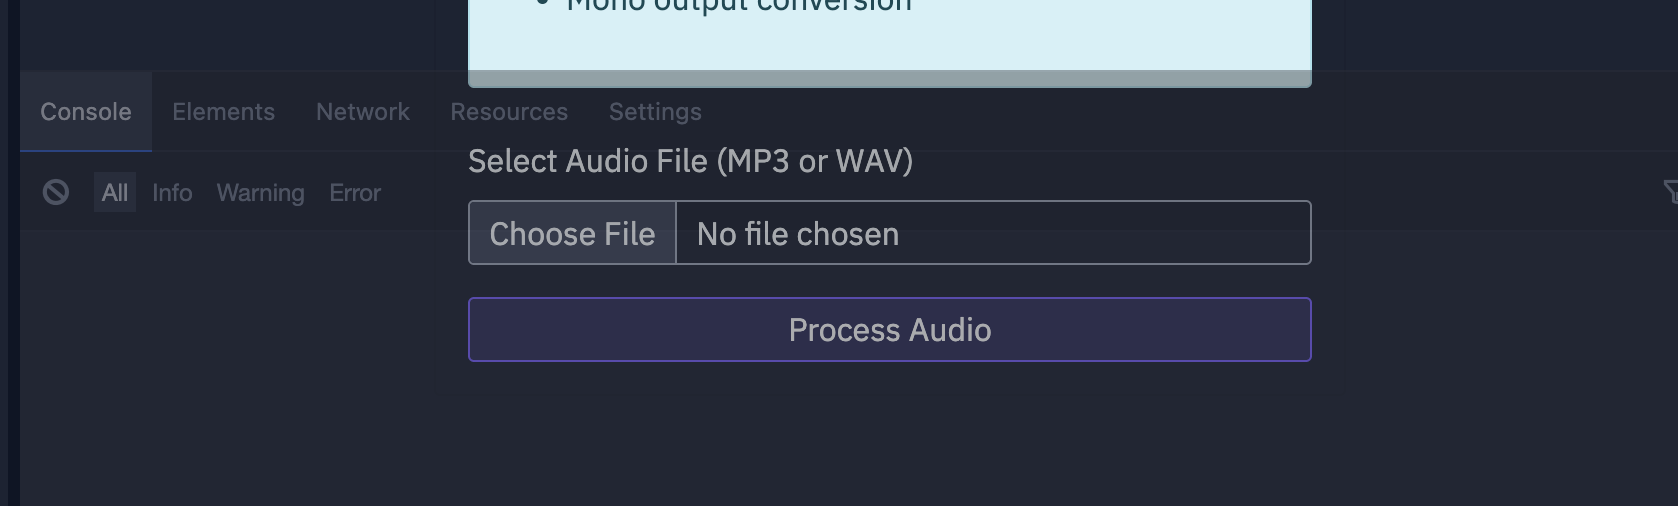 • Mono output conversion
Console Elements Network Resources Settings
Select Audio File (MP3 or WAV)
All Info Warning Error
Choose File No file chosen
Process Audio